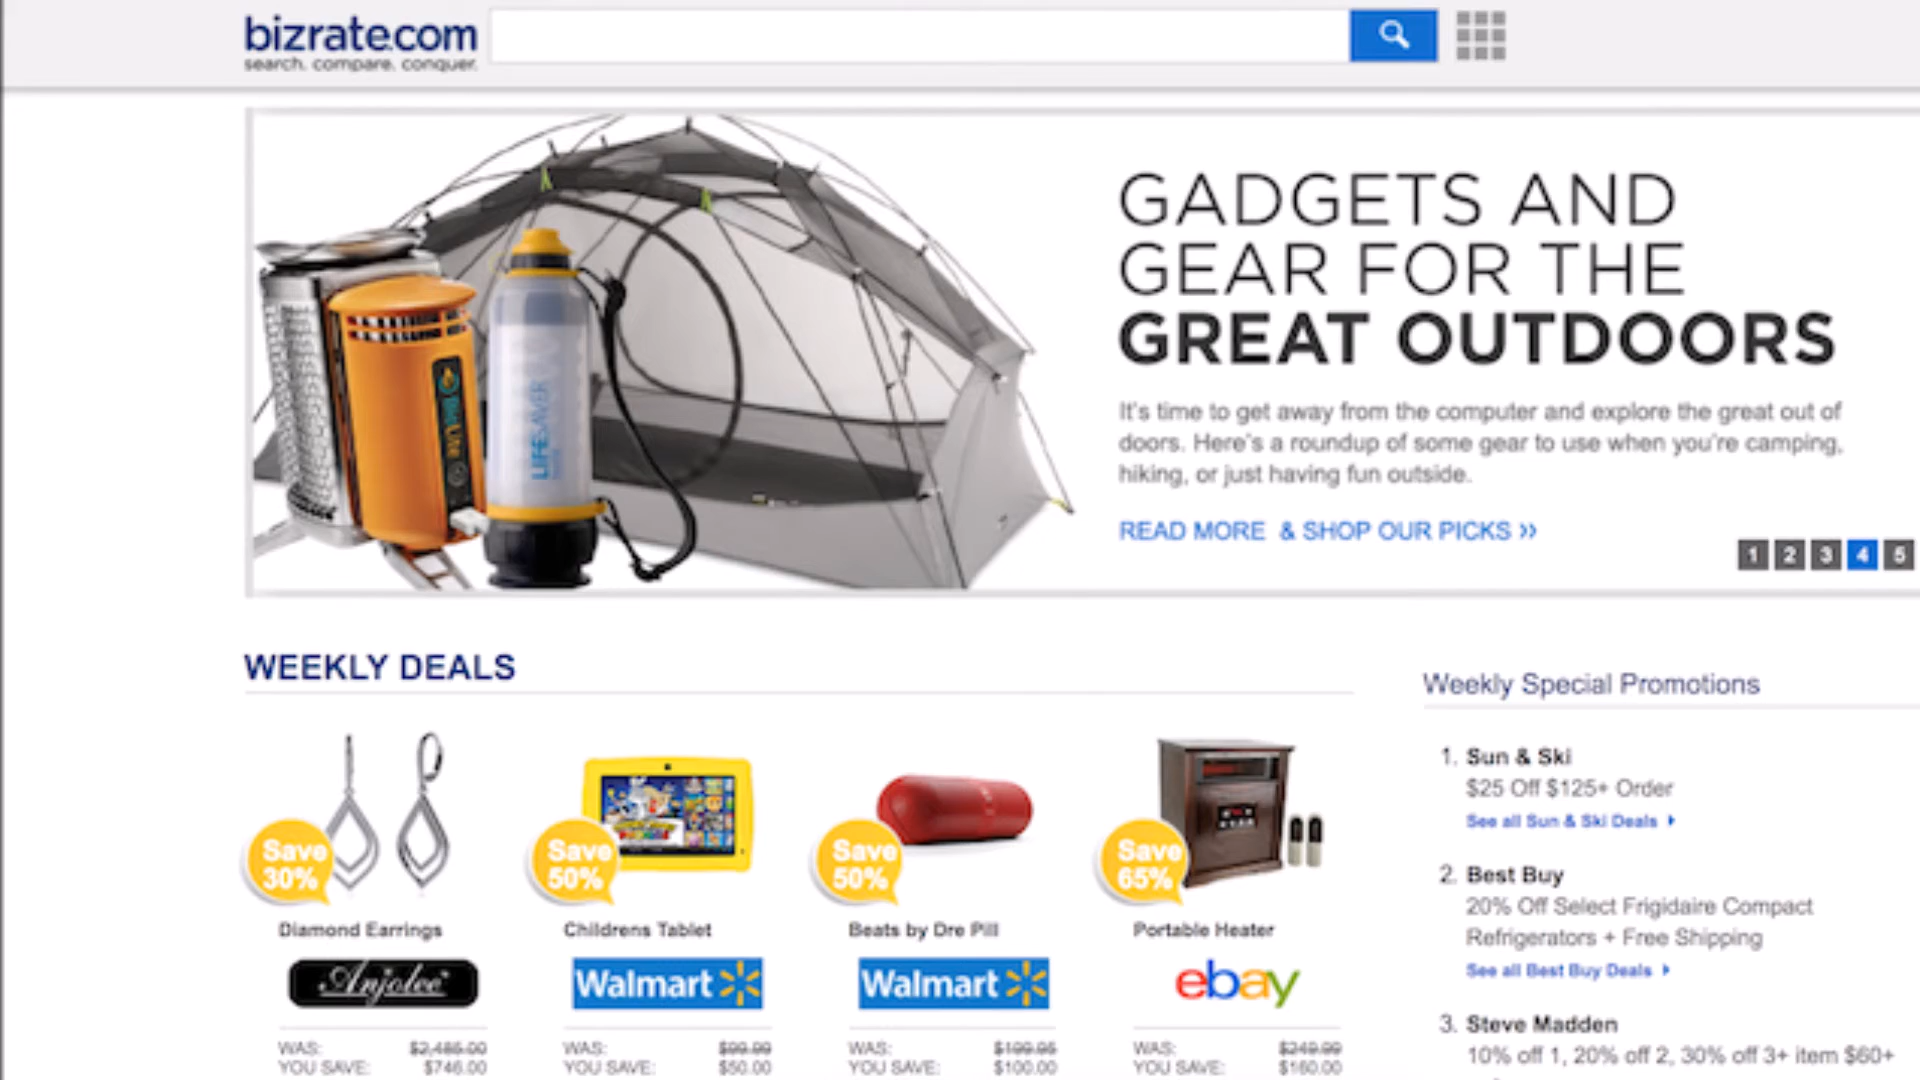 bizrate.com
search. compare. conquer.
GADGETS AND
GEAR FOR THE
GREAT OUTDOORS
It's time to get away from the computer and explore the great out of
doors. Here's a roundup of some gear to use when you're camping,
hiking, or just having fun outside.
READ MORE & SHOP OUR PICKS »
1 2 3 4 5
BioLite
LIFESAVER
WEEKLY DEALS
Save
30%
Save
50%
Save
50%
Save
65%
Diamond Earrings
Childrens Tablet
Beats by Dre Pill
Portable Heater
Anjolee
Walmart
Walmart
ebay
WAS: $2,486.00
YOU SAVE: $746.00
WAS: $99.99
YOU SAVE: $50.00
WAS: $199.95
YOU SAVE: $100.00
WAS: $249.99
YOU SAVE: $160.00
Weekly Special Promotions
1. Sun & Ski
$25 Off $125+ Order
See all Sun & Ski Deals
2. Best Buy
20% Off Select Frigidaire Compact
Refrigerators + Free Shipping
See all Best Buy Deals
3. Steve Madden
10% off 1, 20% off 2, 30% off 3+ item $60+